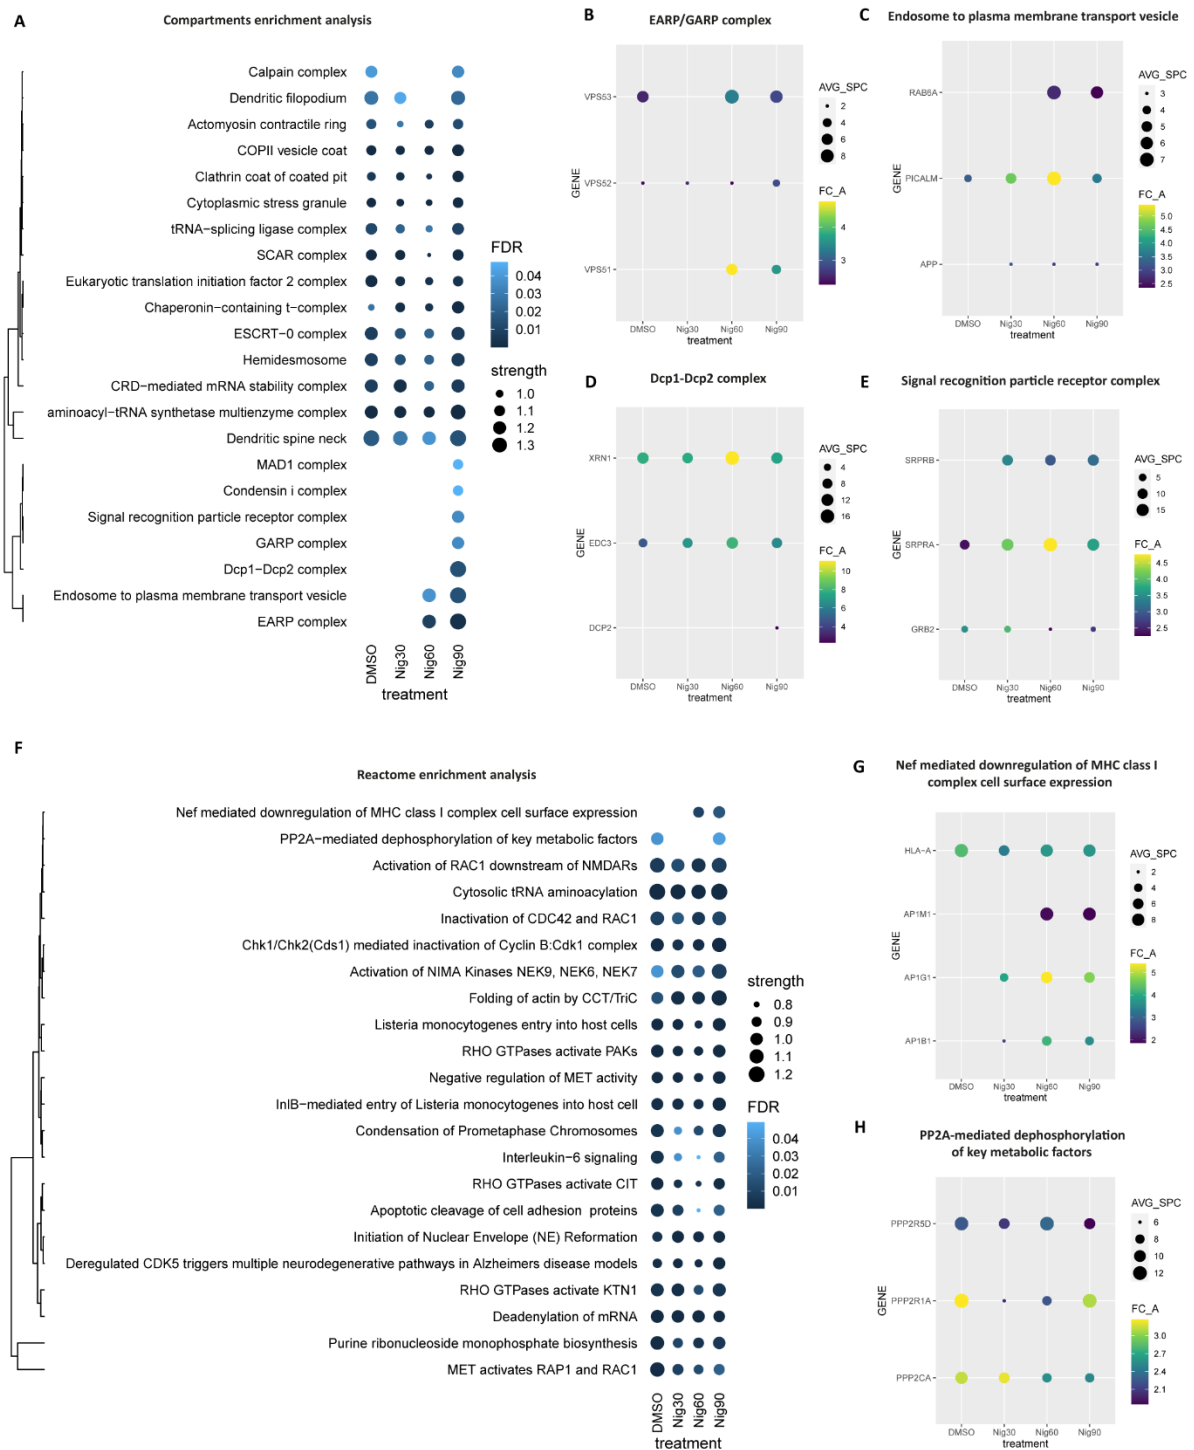 A
Compartments enrichment analysis
Calpain complex
Dendritic filopodium
Actomyosin contractile ring
COPII vesicle coat
Clathrin coat of coated pit
Cytoplasmic stress granule
tRNA−splicing ligase complex
SCAR complex
Eukaryotic translation initiation factor 2 complex
Chaperonin−containing t−complex
ESCRT−0 complex
Hemidesmosome
CRD−mediated mRNA stability complex
aminoacyl−tRNA synthetase multienzyme complex
Dendritic spine neck
MAD1 complex
Condensin i complex
Signal recognition particle receptor complex
GARP complex
Dcp1−Dcp2 complex
Endosome to plasma membrane transport vesicle
EARP complex
DMSO
Nig30
Nig60
Nig90
treatment
FDR
0.04
0.03
0.02
0.01
strength
1.0
1.1
1.2
1.3
B
EARP/GARP complex
VPS53
VPS52
VPS51
GENE
DMSO
Nig30
Nig60
Nig90
treatment
AVG_SPC
2
4
6
8
FC_A
4
3
C
Endosome to plasma membrane transport vesicle
RAB6A
PICALM
APP
GENE
DMSO
Nig30
Nig60
Nig90
treatment
AVG_SPC
3
4
5
6
7
FC_A
5.0
4.5
4.0
3.5
3.0
2.5
D
Dcp1-Dcp2 complex
XRN1
EDC3
DCP2
GENE
DMSO
Nig30
Nig60
Nig90
treatment
AVG_SPC
4
8
12
16
FC_A
10
8
6
4
E
Signal recognition particle receptor complex
SRPRB
SRPRA
GRB2
GENE
DMSO
Nig30
Nig60
Nig90
treatment
AVG_SPC
5
10
15
FC_A
4.5
4.0
3.5
3.0
2.5
F
Reactome enrichment analysis
Nef mediated downregulation of MHC class I complex cell surface expression
PP2A−mediated dephosphorylation of key metabolic factors
Activation of RAC1 downstream of NMDARs
Cytosolic tRNA aminoacylation
Inactivation of CDC42 and RAC1
Chk1/Chk2(Cds1) mediated inactivation of Cyclin B:Cdk1 complex
Activation of NIMA Kinases NEK9, NEK6, NEK7
Folding of actin by CCT/TriC
Listeria monocytogenes entry into host cells
RHO GTPases activate PAKs
Negative regulation of MET activity
InlB−mediated entry of Listeria monocytogenes into host cell
Condensation of Prometaphase Chromosomes
Interleukin−6 signaling
RHO GTPases activate CIT
Apoptotic cleavage of cell adhesion  proteins
Initiation of Nuclear Envelope (NE) Reformation
Deregulated CDK5 triggers multiple neurodegenerative pathways in Alzheimers disease models
RHO GTPases activate KTN1
Deadenylation of mRNA
Purine ribonucleoside monophosphate biosynthesis
MET activates RAP1 and RAC1
DMSO
Nig30
Nig60
Nig90
treatment
strength
0.8
0.9
1.0
1.1
1.2
FDR
0.04
0.03
0.02
0.01
G
Nef mediated downregulation of MHC class I
complex cell surface expression
HLA−A
AP1M1
AP1G1
AP1B1
GENE
DMSO
Nig30
Nig60
Nig90
treatment
AVG_SPC
2
4
6
8
FC_A
5
4
3
2
H
PP2A-mediated dephosphorylation
of key metabolic factors
PPP2R5D
PPP2R1A
PPP2CA
GENE
DMSO
Nig30
Nig60
Nig90
treatment
AVG_SPC
6
8
10
12
FC_A
3.0
2.7
2.4
2.1